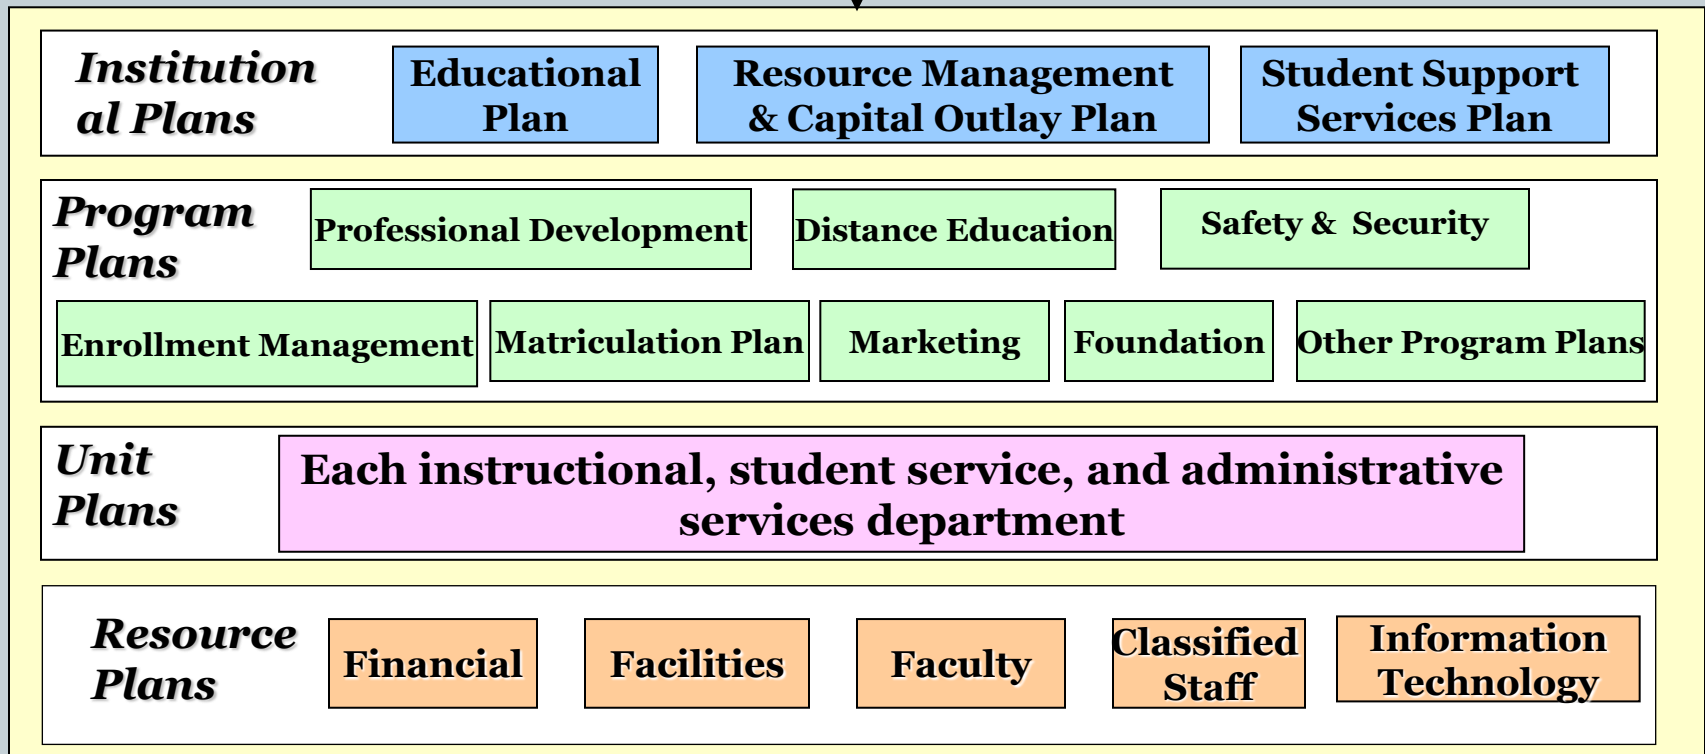 Institution
al Plans
Educational
Plan
Resource Management
& Capital Outlay Plan
Student Support
Services Plan
Program
Plans
Professional Development
Distance Education
Safety & Security
Enrollment Management
Matriculation Plan
Marketing
Foundation
Other Program Plans
Unit
Plans
Each instructional, student service, and administrative
services department
Resource
Plans
Financial
Facilities
Faculty
Classified
Staff
Information
Technology